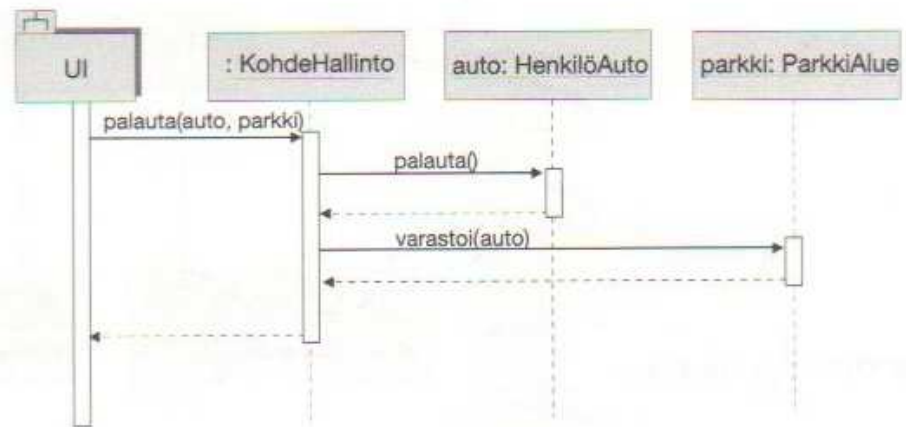 UI
: KohdeHallinto
auto: HenkilöAuto
parkki: ParkkiAlue
palauta(auto, parkki)
palauta()
varastoi(auto)